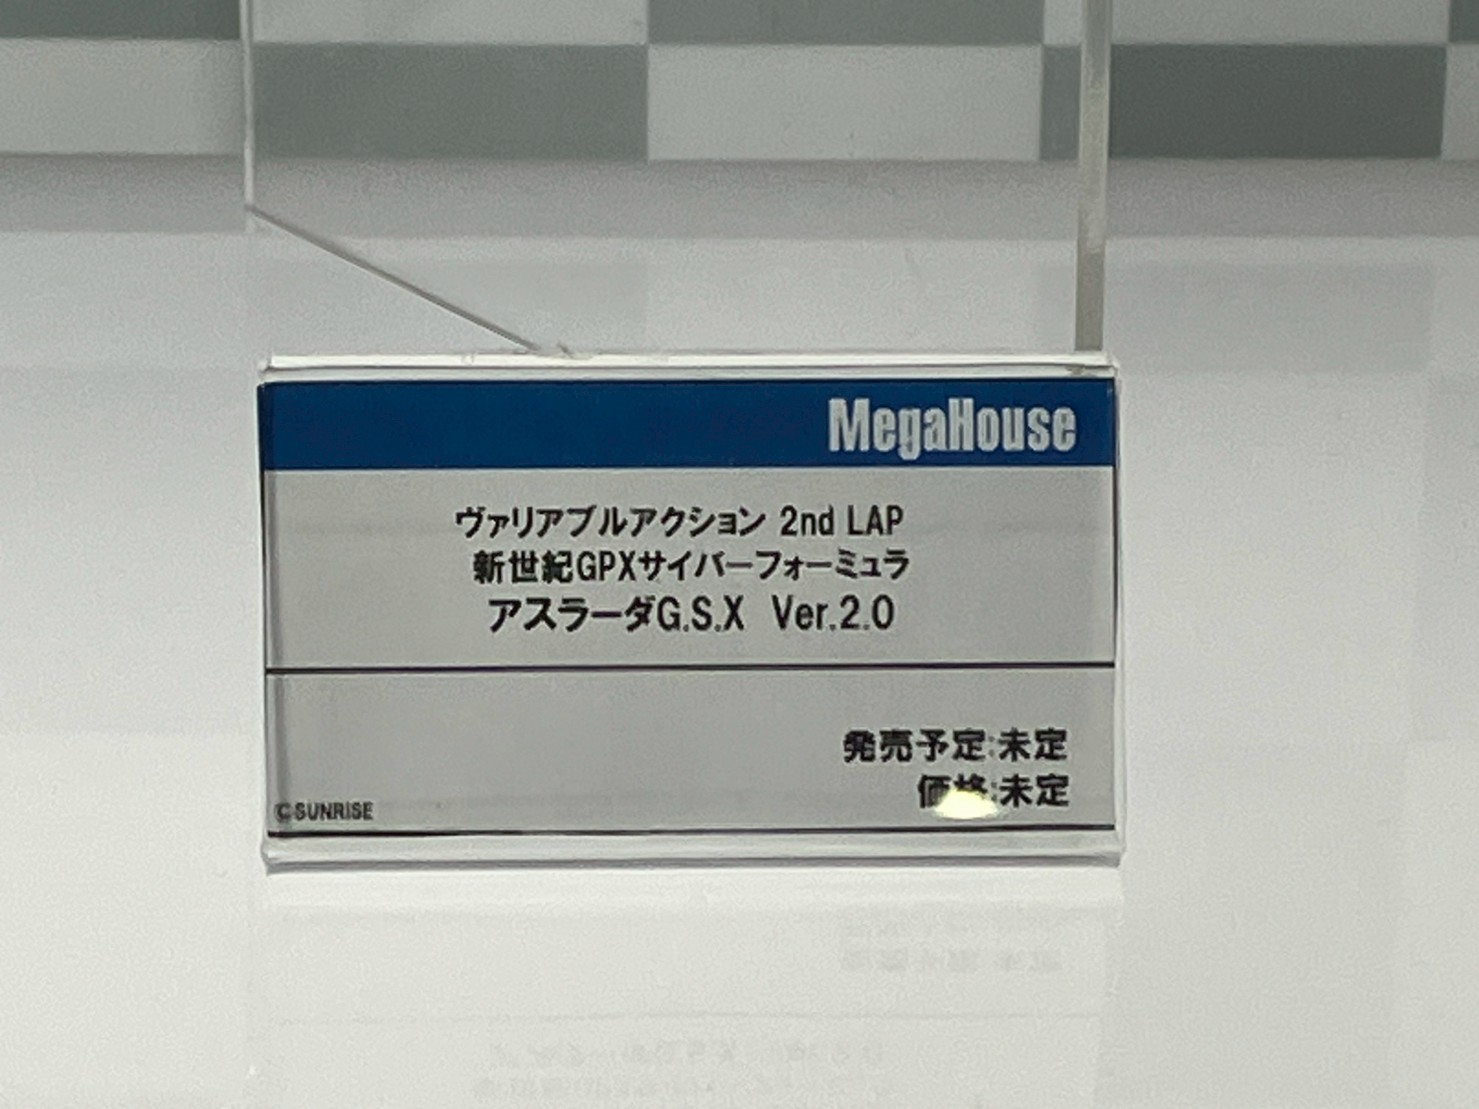 MegaHouse
ヴァリアブルアクション 2nd LAP
新世紀GPXサイバーフォーミュラ
アスラーダG.S.X Ver.2.0
発売予定:未定
価格:未定
©SUNRISE